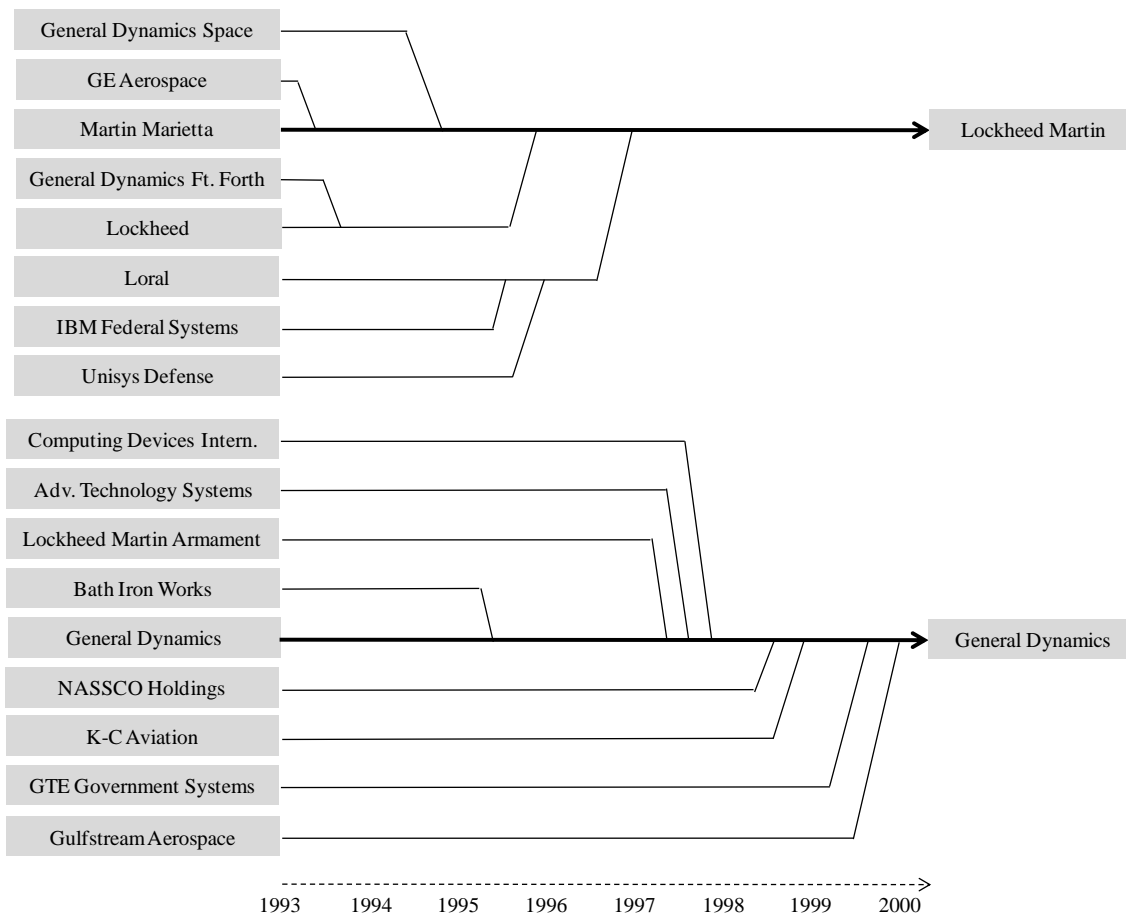 General Dynamics Space
GE Aerospace
Martin Marietta
Lockheed Martin
General Dynamics Ft. Forth
Lockheed
Loral
IBM Federal Systems
Unisys Defense
Computing Devices Intern.
Adv. Technology Systems
Lockheed Martin Armament
Bath Iron Works
General Dynamics
General Dynamics
NASSCO Holdings
K-C Aviation
GTE Government Systems
Gulfstream Aerospace
1993 1994 1995 1996 1997 1998 1999 2000